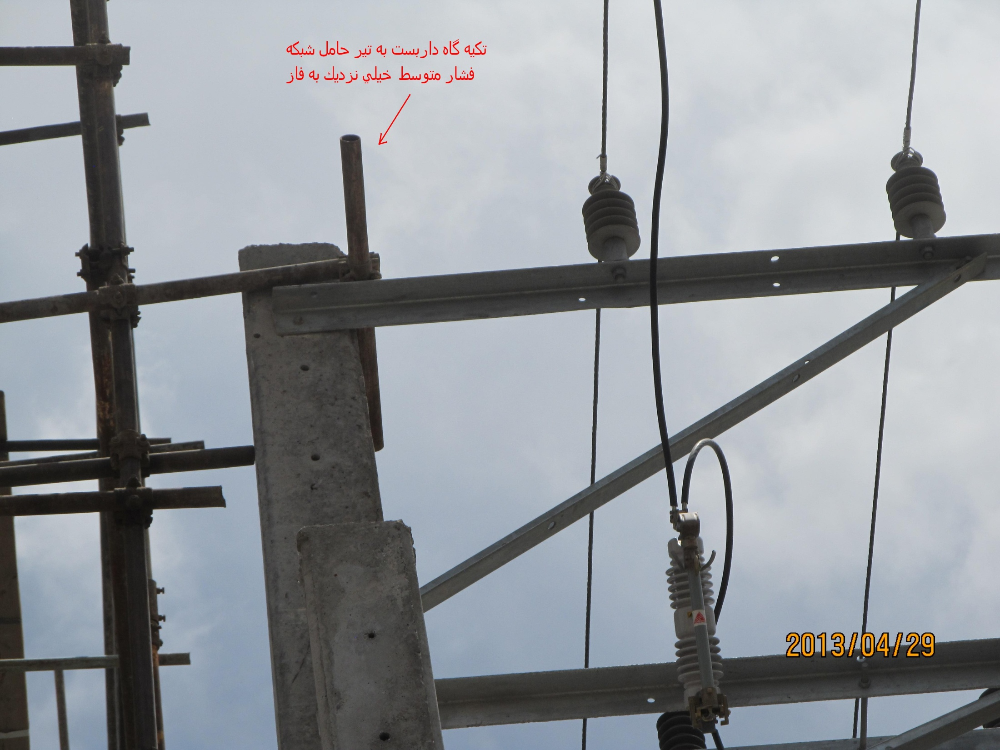 تكيه گاه داربست به تير حامل شبكه
فشار متوسط خيلي نزديك به فاز
2013/04/29